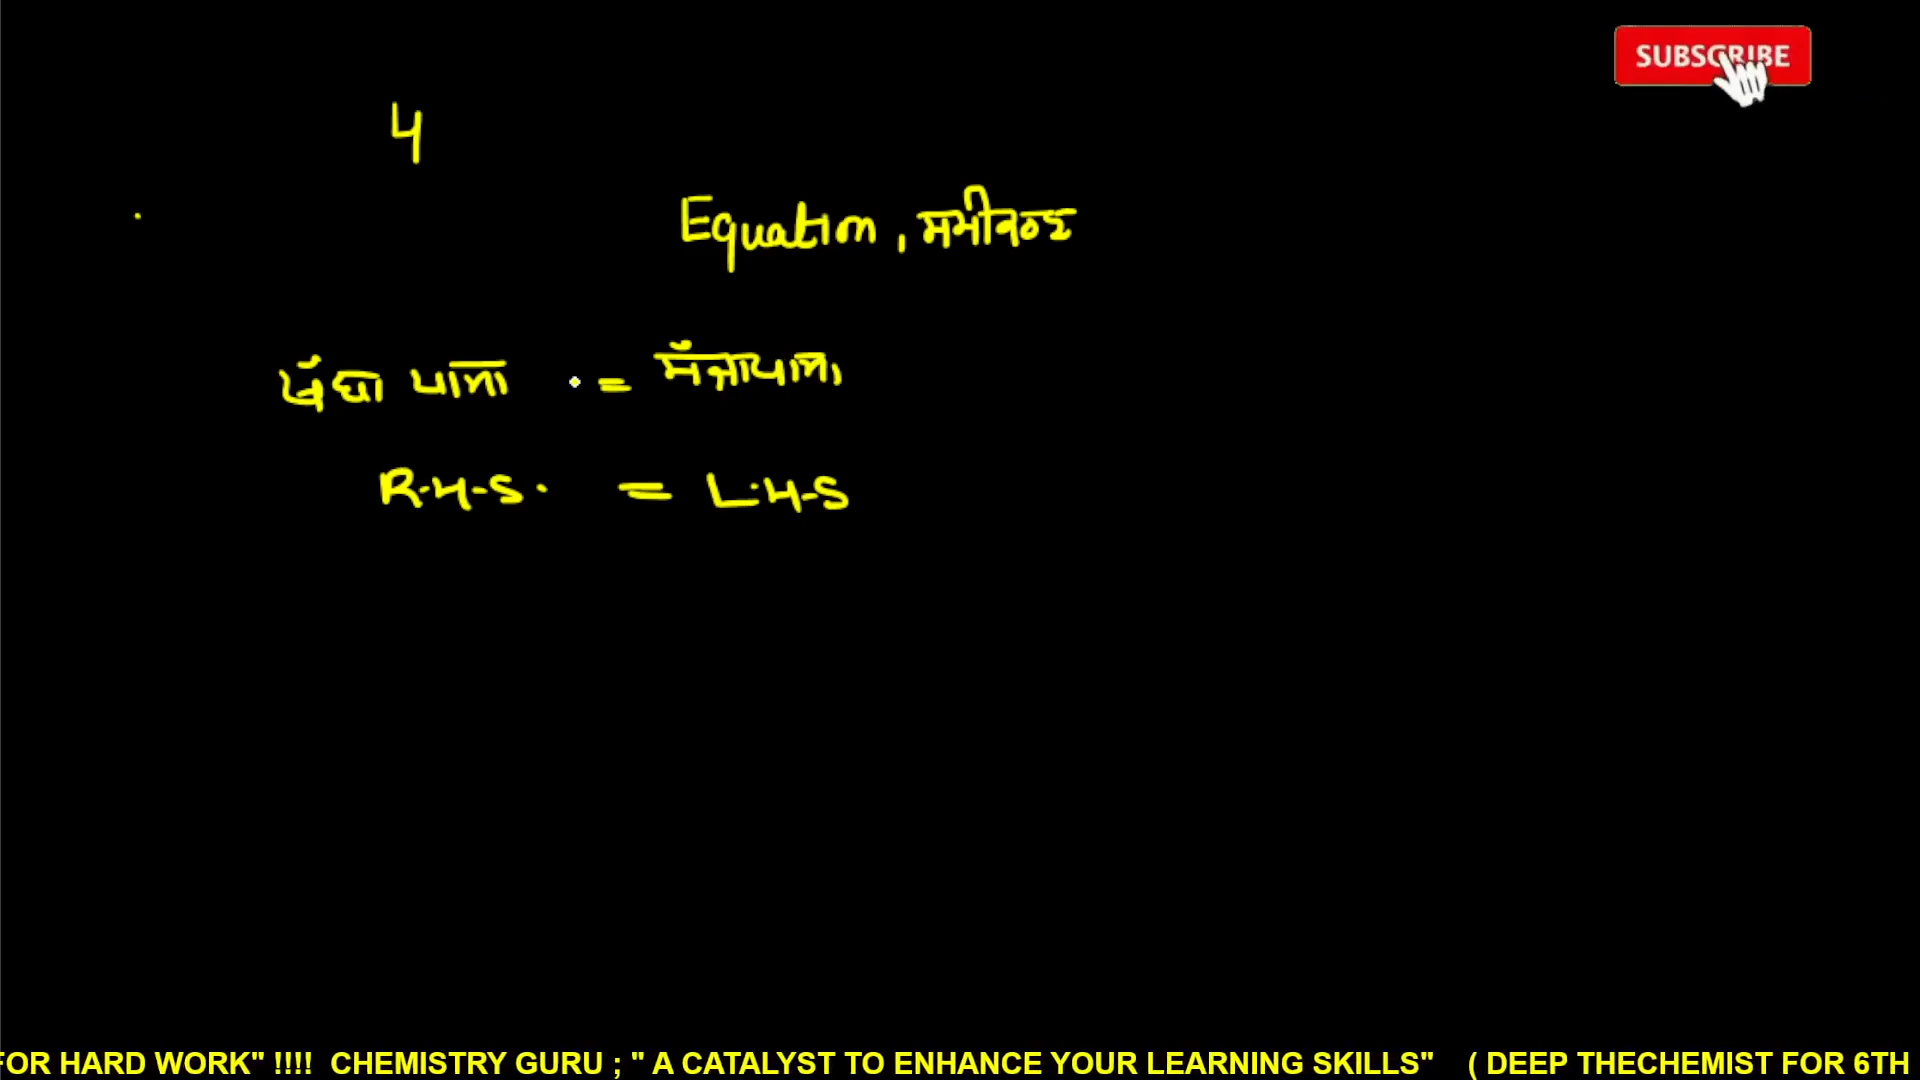 SUBSCRIBE
4
Equation, ਸਮੀਕਰਣ
ਖੱਬਾ ਪਾਸਾ = ਸੱਜਾ ਪਾਸਾ
R.H.S. = L.H.S
FOR HARD WORK" !!!! CHEMISTRY GURU ; " A CATALYST TO ENHANCE YOUR LEARNING SKILLS" ( DEEP THECHEMIST FOR 6TH